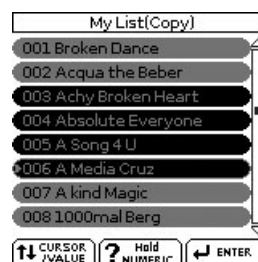 My List(Copy)
001 Broken Dance
002 Acqua the Beber
003 Achy Broken Heart
004 Absolute Everyone
005 A Song 4 U
006 A Media Cruz
007 A kind Magic
008 1000mal Berg
CURSOR /VALUE
? Hold NUMERIC
ENTER